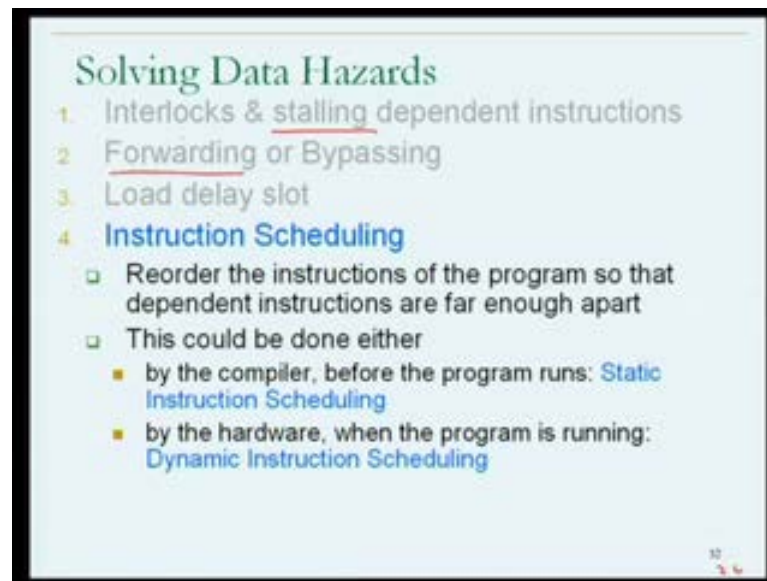 Solving Data Hazards
1. Interlocks & stalling dependent instructions
2 Forwarding or Bypassing
3. Load delay slot
4 Instruction Scheduling
Reorder the instructions of the program so that
dependent instructions are far enough apart
This could be done either
by the compiler, before the program runs: Static
Instruction Scheduling
by the hardware, when the program is running:
Dynamic Instruction Scheduling